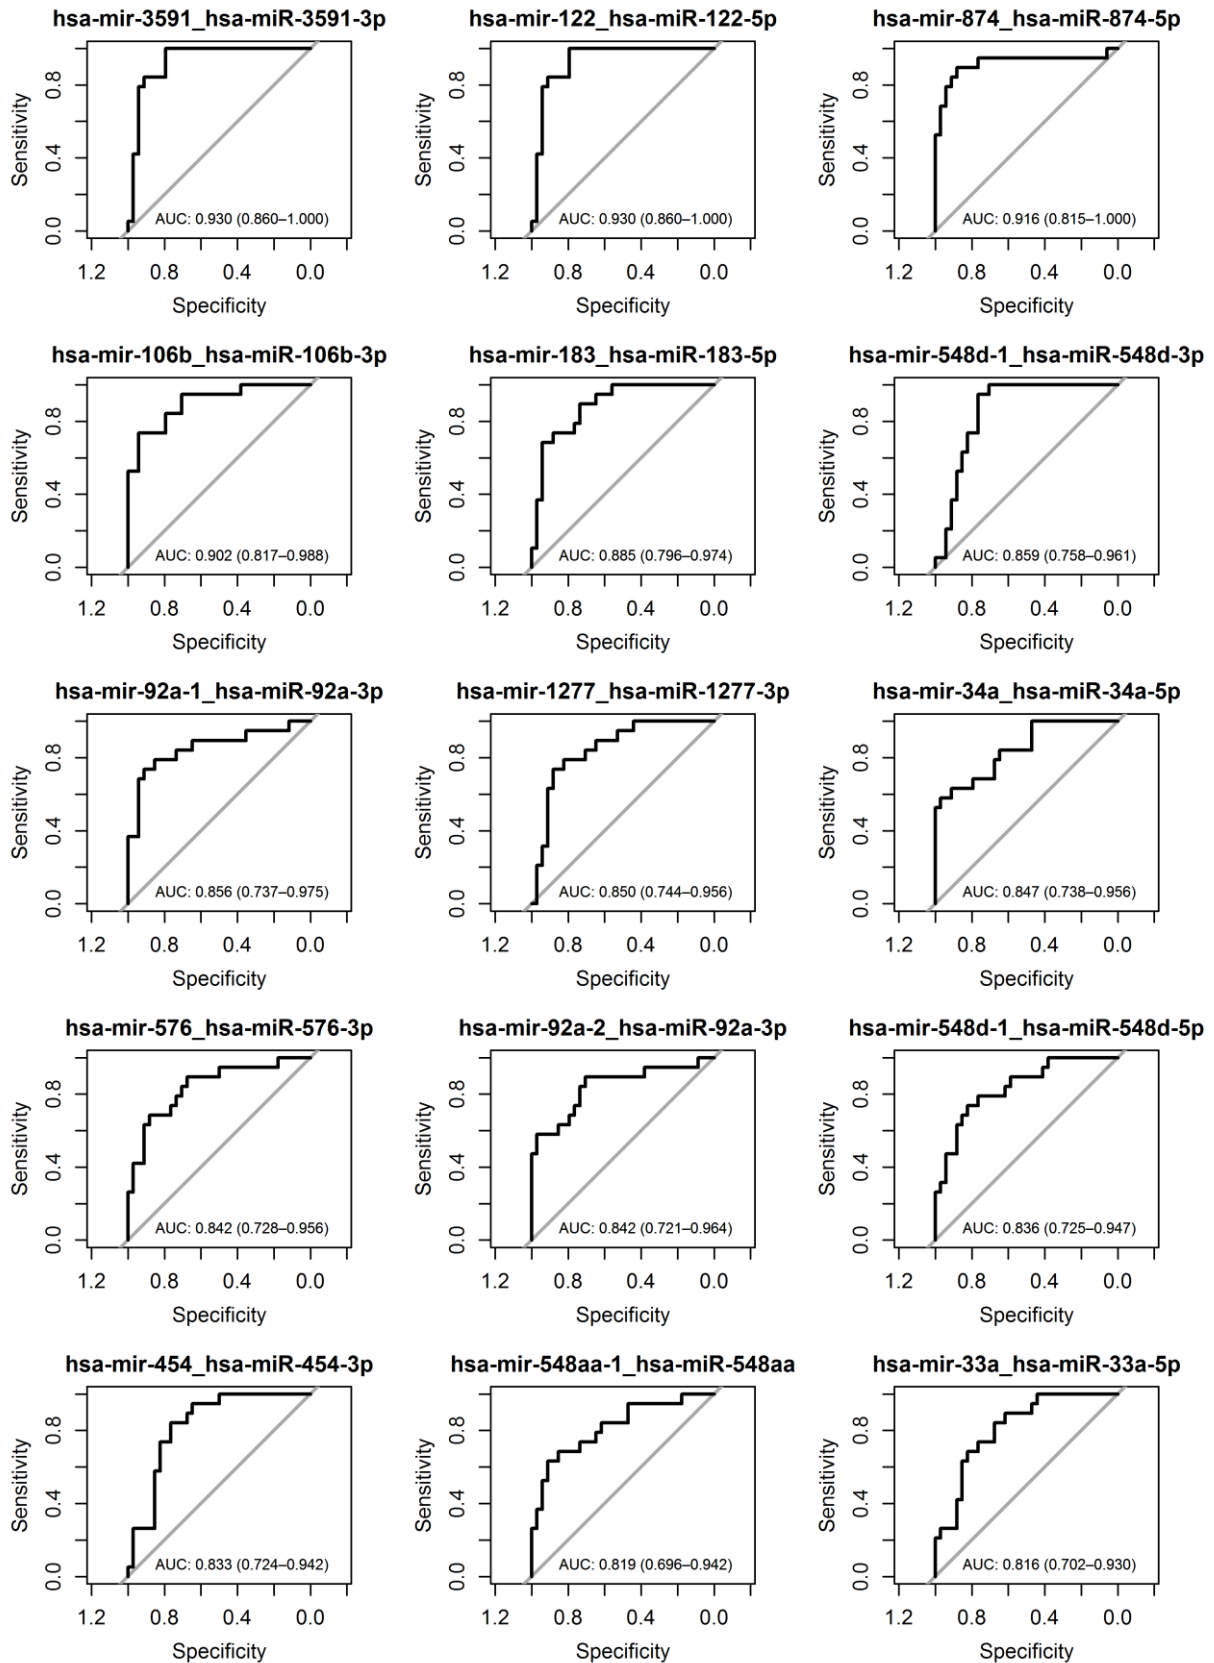 hsa-mir-3591_hsa-miR-3591-3p
Sensitivity
0.0 0.4 0.8
AUC: 0.930 (0.860–1.000)
1.2 0.8 0.4 0.0
Specificity
hsa-mir-122_hsa-miR-122-5p
Sensitivity
0.0 0.4 0.8
AUC: 0.930 (0.860–1.000)
1.2 0.8 0.4 0.0
Specificity
hsa-mir-874_hsa-miR-874-5p
Sensitivity
0.0 0.4 0.8
AUC: 0.916 (0.815–1.000)
1.2 0.8 0.4 0.0
Specificity
hsa-mir-106b_hsa-miR-106b-3p
Sensitivity
0.0 0.4 0.8
AUC: 0.902 (0.817–0.988)
1.2 0.8 0.4 0.0
Specificity
hsa-mir-183_hsa-miR-183-5p
Sensitivity
0.0 0.4 0.8
AUC: 0.885 (0.796–0.974)
1.2 0.8 0.4 0.0
Specificity
hsa-mir-548d-1_hsa-miR-548d-3p
Sensitivity
0.0 0.4 0.8
AUC: 0.859 (0.758–0.961)
1.2 0.8 0.4 0.0
Specificity
hsa-mir-92a-1_hsa-miR-92a-3p
Sensitivity
0.0 0.4 0.8
AUC: 0.856 (0.737–0.975)
1.2 0.8 0.4 0.0
Specificity
hsa-mir-1277_hsa-miR-1277-3p
Sensitivity
0.0 0.4 0.8
AUC: 0.850 (0.744–0.956)
1.2 0.8 0.4 0.0
Specificity
hsa-mir-34a_hsa-miR-34a-5p
Sensitivity
0.0 0.4 0.8
AUC: 0.847 (0.738–0.956)
1.2 0.8 0.4 0.0
Specificity
hsa-mir-576_hsa-miR-576-3p
Sensitivity
0.0 0.4 0.8
AUC: 0.842 (0.728–0.956)
1.2 0.8 0.4 0.0
Specificity
hsa-mir-92a-2_hsa-miR-92a-3p
Sensitivity
0.0 0.4 0.8
AUC: 0.842 (0.721–0.964)
1.2 0.8 0.4 0.0
Specificity
hsa-mir-548d-1_hsa-miR-548d-5p
Sensitivity
0.0 0.4 0.8
AUC: 0.836 (0.725–0.947)
1.2 0.8 0.4 0.0
Specificity
hsa-mir-454_hsa-miR-454-3p
Sensitivity
0.0 0.4 0.8
AUC: 0.833 (0.724–0.942)
1.2 0.8 0.4 0.0
Specificity
hsa-mir-548aa-1_hsa-miR-548aa
Sensitivity
0.0 0.4 0.8
AUC: 0.819 (0.696–0.942)
1.2 0.8 0.4 0.0
Specificity
hsa-mir-33a_hsa-miR-33a-5p
Sensitivity
0.0 0.4 0.8
AUC: 0.816 (0.702–0.930)
1.2 0.8 0.4 0.0
Specificity